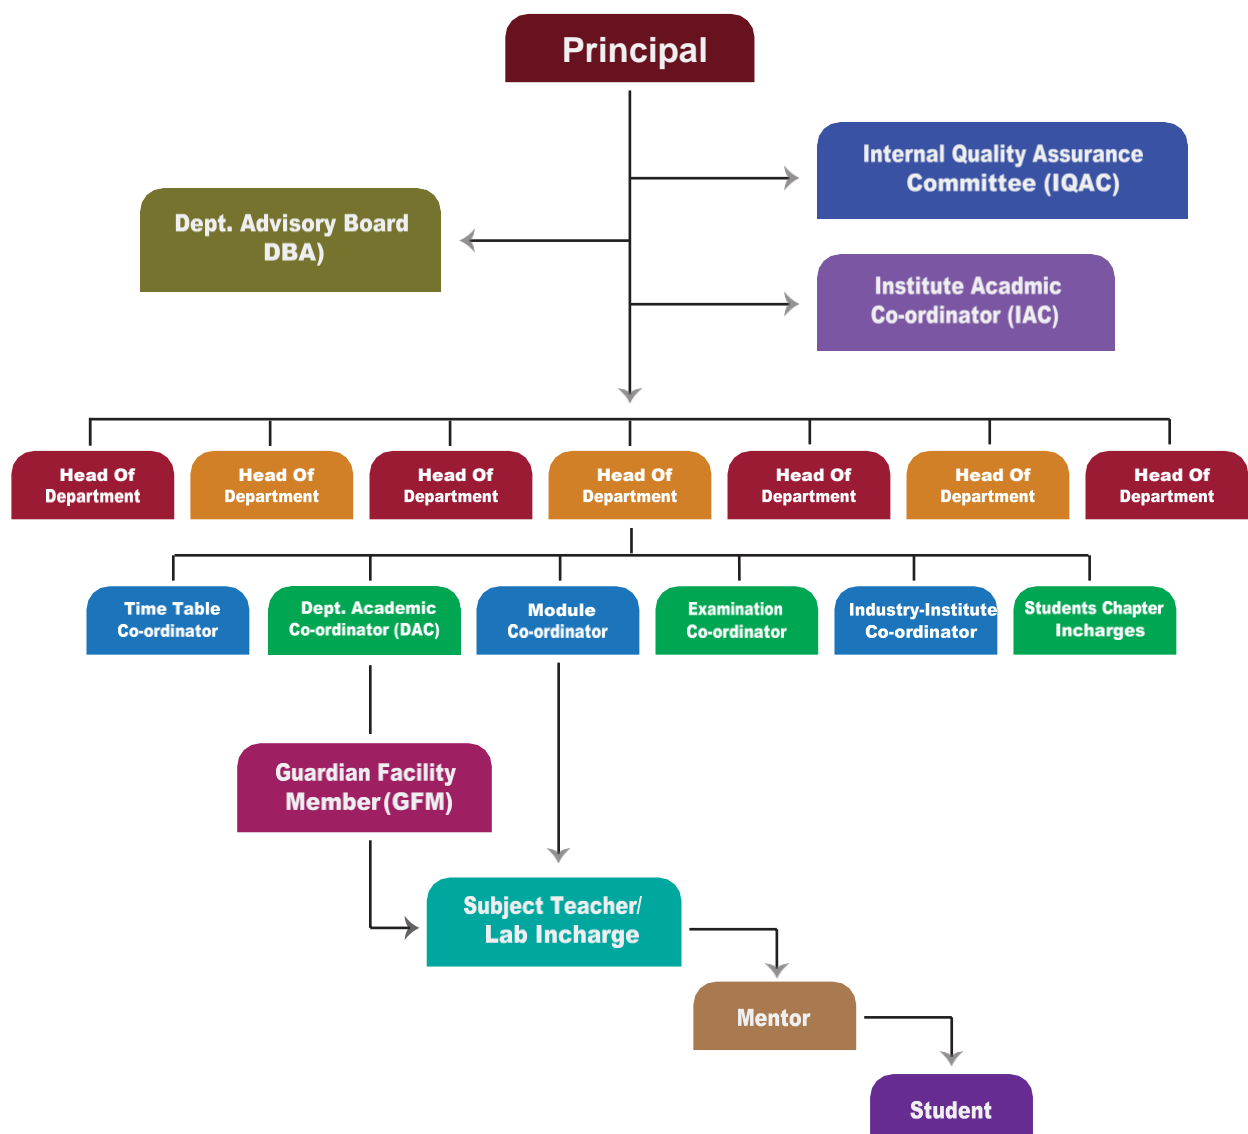 Principal
Internal Quality Assurance
Committee (IQAC)
Dept. Advisory Board
DBA)
Institute Acadmic
Co-ordinator (IAC)
Head Of
Department
Head Of
Department
Head Of
Department
Head Of
Department
Head Of
Department
Head Of
Department
Head Of
Department
Time Table
Co-ordinator
Dept. Academic
Co-ordinator (DAC)
Module
Co-ordinator
Examination
Co-ordinator
Industry-Institute
Co-ordinator
Students Chapter
Incharges
Guardian Facility
Member (GFM)
Subject Teacher/
Lab Incharge
Mentor
Student